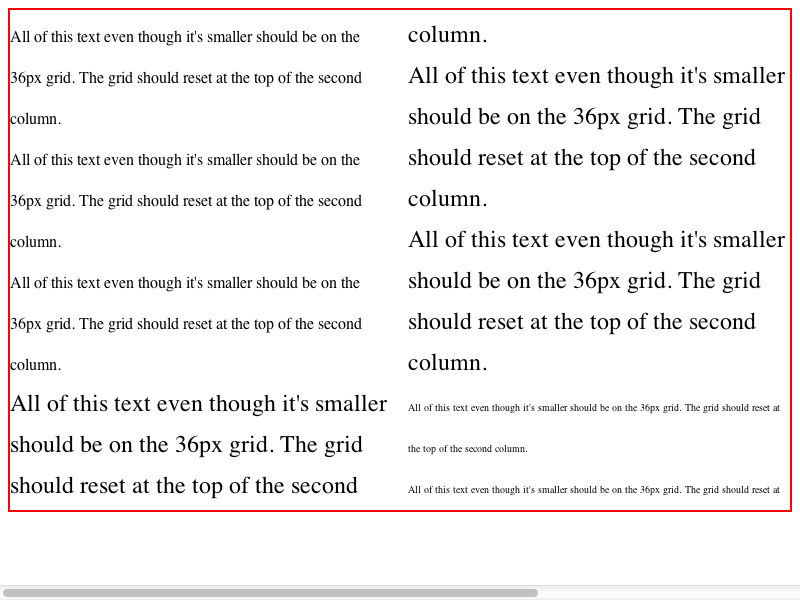 All of this text even though it's smaller should be on the
36px grid. The grid should reset at the top of the second
column.
All of this text even though it's smaller should be on the
36px grid. The grid should reset at the top of the second
column.
All of this text even though it's smaller should be on the
36px grid. The grid should reset at the top of the second
column.
All of this text even though it's smaller
should be on the 36px grid. The grid
should reset at the top of the second
column.
All of this text even though it's smaller
should be on the 36px grid. The grid
should reset at the top of the second
column.
All of this text even though it's smaller
should be on the 36px grid. The grid
should reset at the top of the second
column.
All of this text even though it's smaller should be on the 36px grid. The grid should reset at
the top of the second column.
All of this text even though it's smaller should be on the 36px grid. The grid should reset at